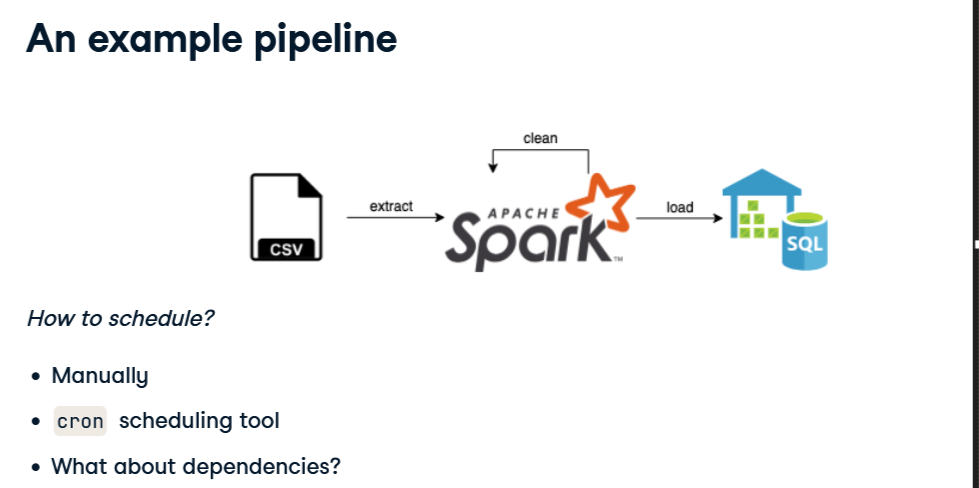 An example pipeline
clean
extract
load
CSV
APACHE
Spark™
SQL
How to schedule?
• Manually
• cron scheduling tool
• What about dependencies?